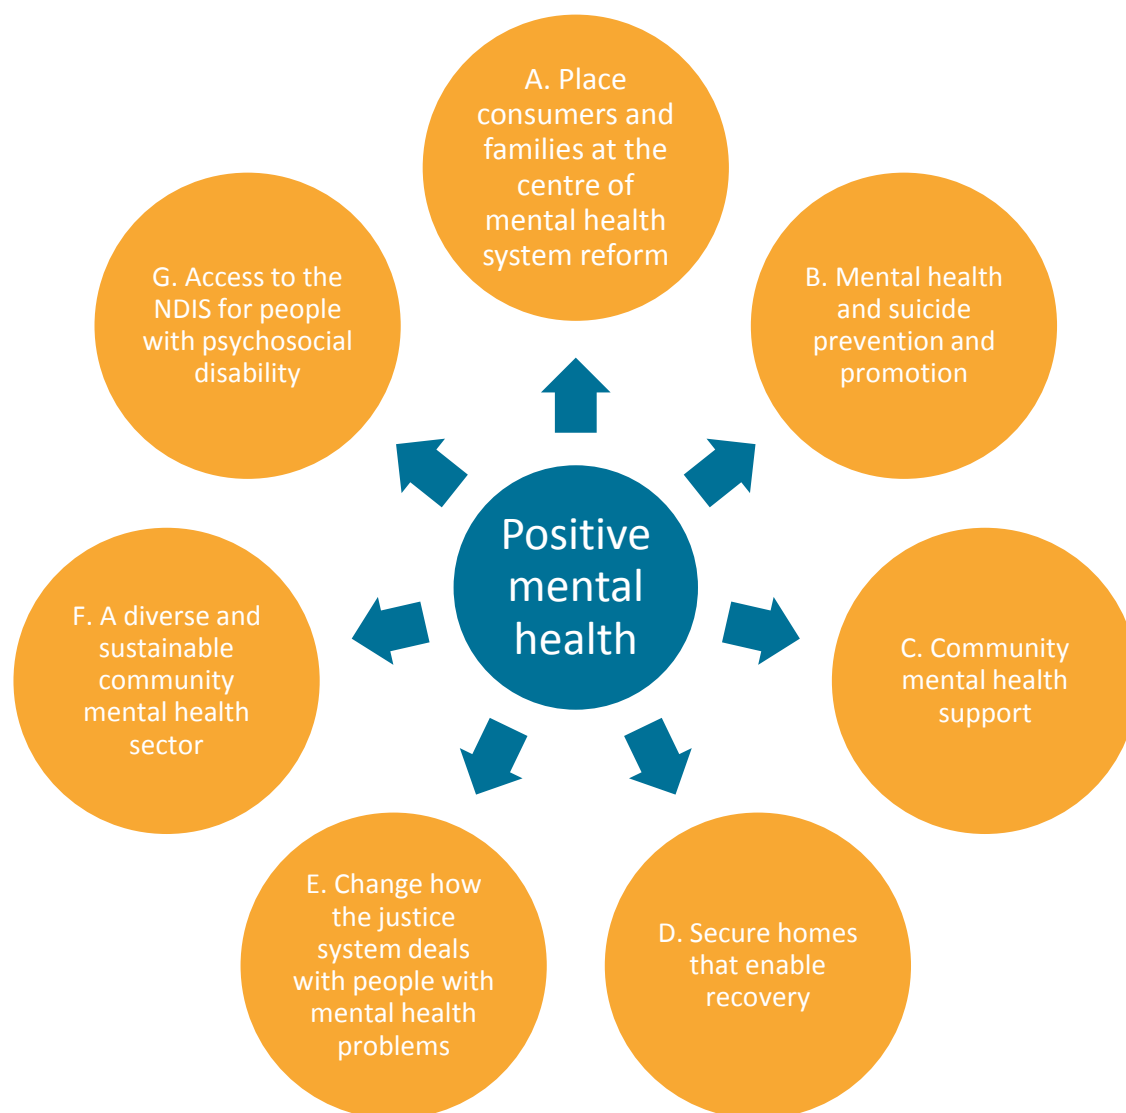 A. Place
consumers and
families at the
centre of
mental health
system reform
B. Mental health
and suicide
prevention and
promotion
C. Community
mental health
support
D. Secure homes
that enable
recovery
E. Change how
the justice
system deals
with people with
mental health
problems
F. A diverse and
sustainable
community
mental health
sector
G. Access to the
NDIS for people
with psychosocial
disability
Positive
mental
health